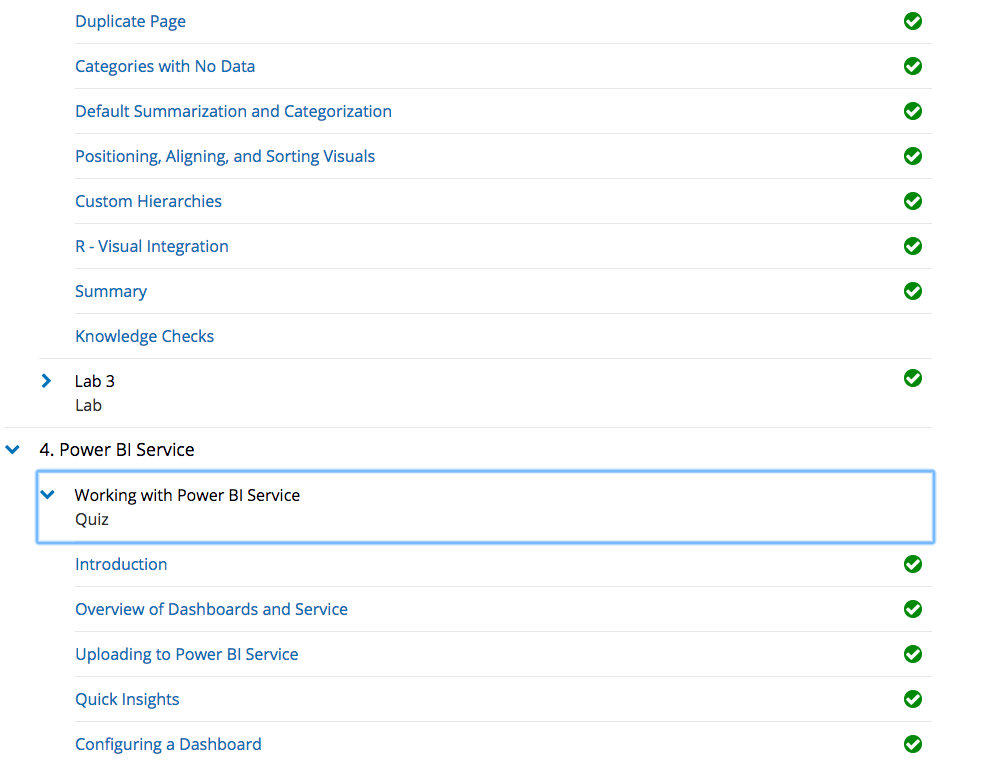 Duplicate Page
Categories with No Data
Default Summarization and Categorization
Positioning, Aligning, and Sorting Visuals
Custom Hierarchies
R - Visual Integration
Summary
Knowledge Checks
Lab 3
Lab
4. Power BI Service
Working with Power BI Service
Quiz
Introduction
Overview of Dashboards and Service
Uploading to Power BI Service
Quick Insights
Configuring a Dashboard